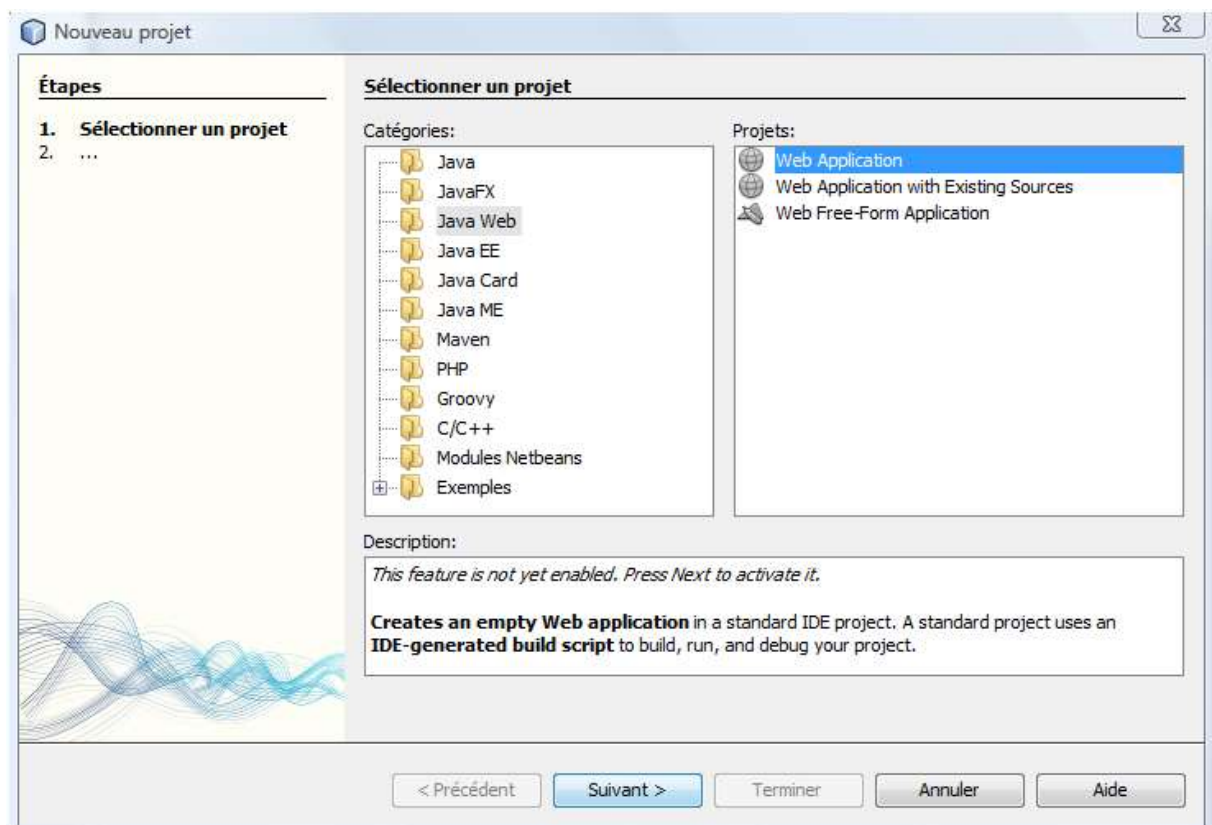 Nouveau projet
Étapes
1. Sélectionner un projet
2. ...
Sélectionner un projet
Catégories:
Java
JavaFX
Java Web
Java EE
Java Card
Java ME
Maven
PHP
Groovy
C/C++
Modules Netbeans
Exemples
Projets:
Web Application
Web Application with Existing Sources
Web Free-Form Application
Description:
This feature is not yet enabled. Press Next to activate it.
Creates an empty Web application in a standard IDE project. A standard project uses an
IDE-generated build script to build, run, and debug your project.
< Précédent
Suivant >
Terminer
Annuler
Aide